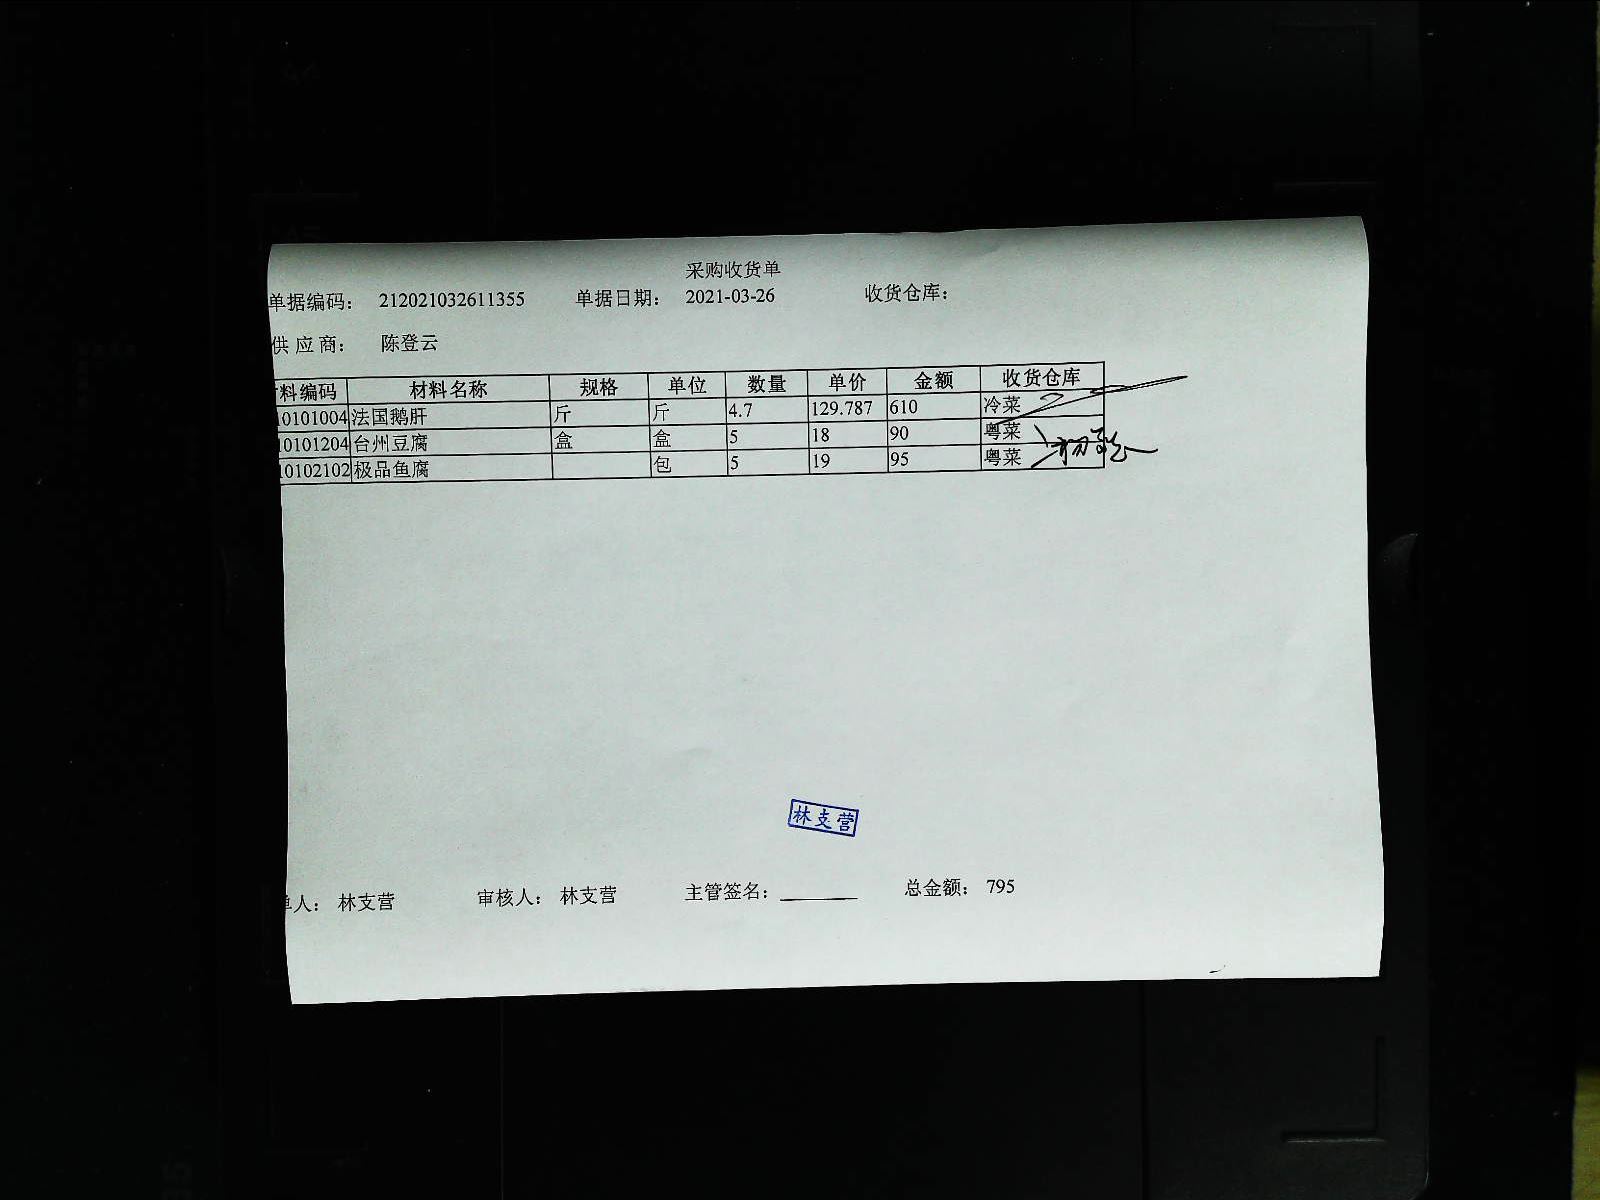 采购收货单
单据编码： 212021032611355 单据日期： 2021-03-26 收货仓库：
供应商： 陈登云
料编码 材料名称 规格 单位 数量 单价 金额 收货仓库
10101004 法国鹅肝 斤 斤 4.7 129.787 610 冷菜
10101204 台州豆腐 盒 盒 5 18 90 粤菜
10102102 极品鱼腐 包 5 19 95 粤菜
林支营
单人： 林支营 审核人： 林支营 主管签名： 总金额： 795